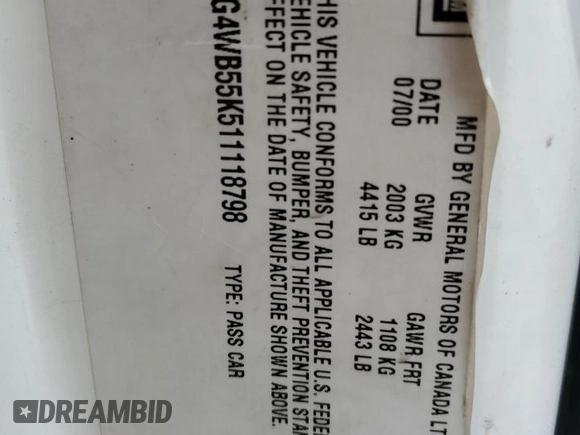 MFD BY GENERAL MOTORS OF CANADA
DATE GVWR GAWR FRT
07/00 2003 KG 1108 KG
4415 LB 2443 LB
THIS VEHICLE CONFORMS TO ALL APPLICABLE U.S.
VEHICLE SAFETY, BUMPER, AND THEFT PREVENTION
EFFECT ON THE DATE OF MANUFACTURE SHOWN ABOVE.
G4WB55K511118798 TYPE: PASS CAR
DREAMBID